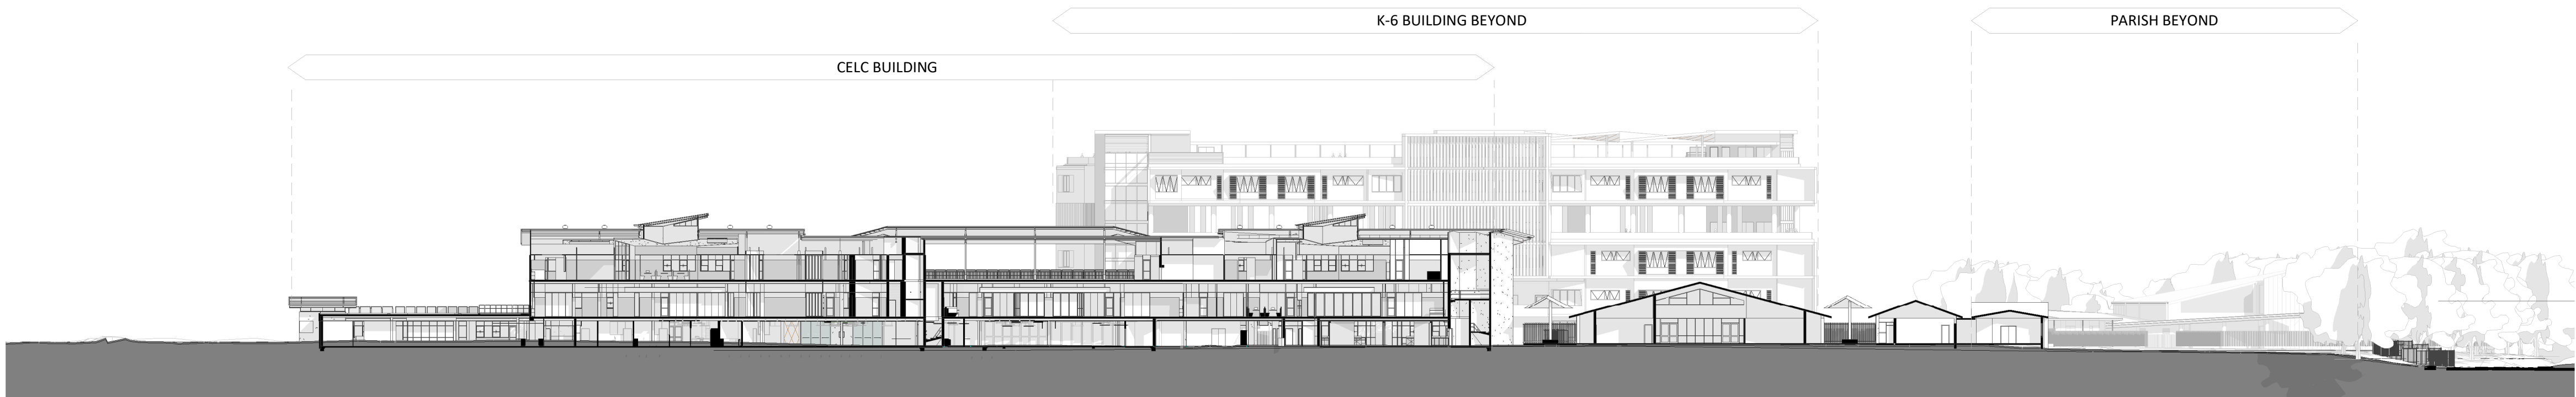 K-6 BUILDING BEYOND
PARISH BEYOND
CELC BUILDING